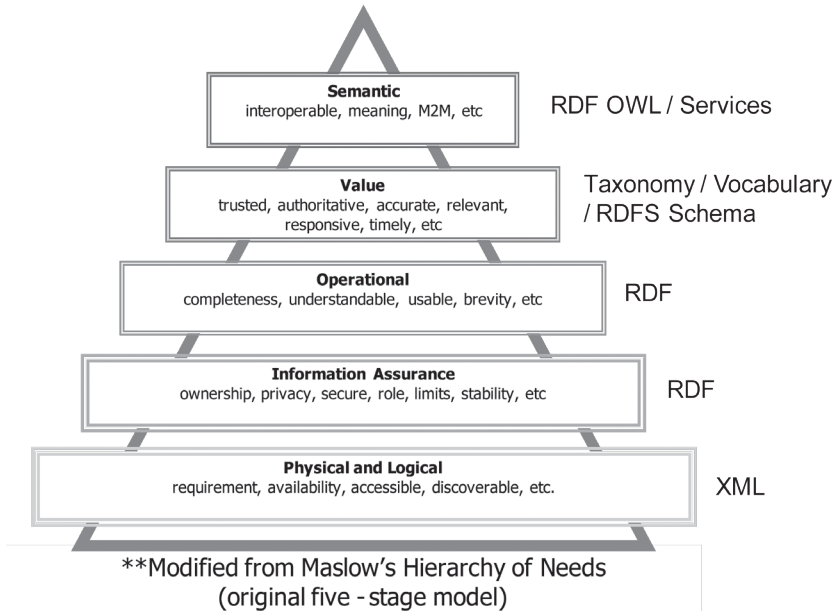 Semantic
interoperable, meaning, M2M, etc
RDF OWL / Services
Value
trusted, authoritative, accurate, relevant,
responsive, timely, etc
Taxonomy / Vocabulary
/ RDFS Schema
Operational
completeness, understandable, usable, brevity, etc
RDF
Information Assurance
ownership, privacy, secure, role, limits, stability, etc
RDF
Physical and Logical
requirement, availability, accessible, discoverable, etc.
XML
**Modified from Maslow's Hierarchy of Needs
(original five - stage model)